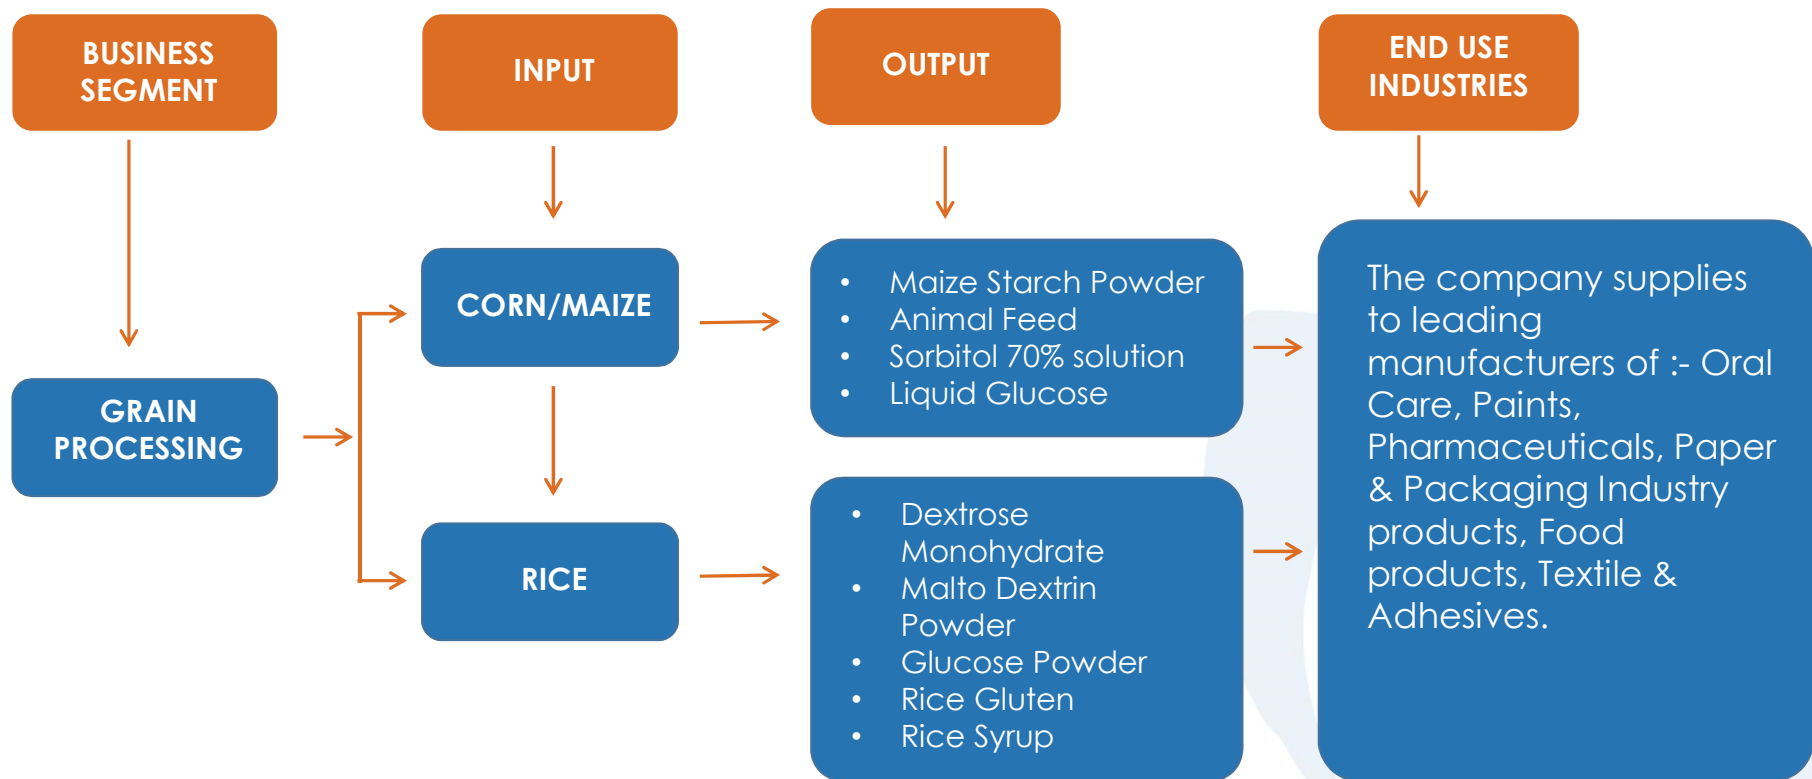 BUSINESS
SEGMENT
INPUT
OUTPUT
END USE
INDUSTRIES
GRAIN
PROCESSING
CORN/MAIZE
RICE
• Maize Starch Powder
• Animal Feed
• Sorbitol 70% solution
• Liquid Glucose
• Dextrose
Monohydrate
• Malto Dextrin
Powder
• Glucose Powder
• Rice Gluten
• Rice Syrup
The company supplies
to leading
manufacturers of :- Oral
Care, Paints,
Pharmaceuticals, Paper
& Packaging Industry
products, Food
products, Textile &
Adhesives.